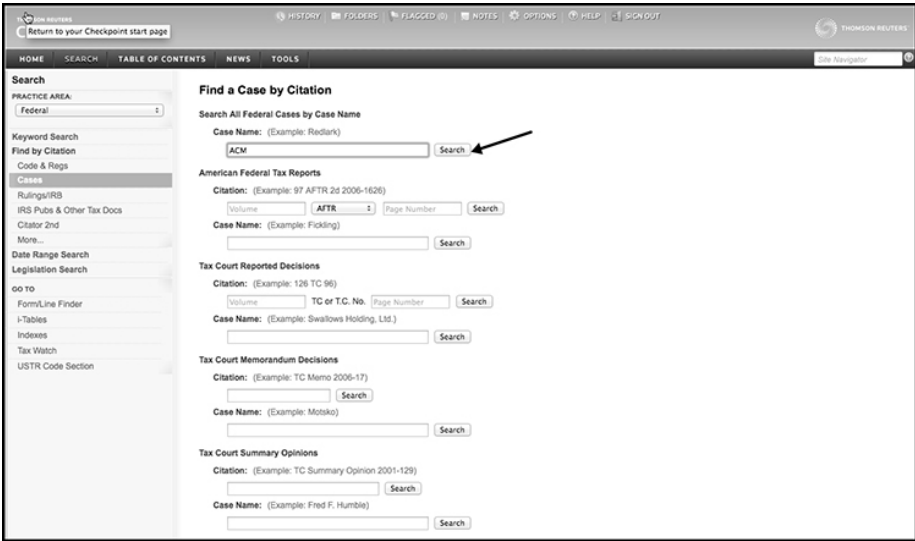 HISTORY FOLDERS FLAGGED (0) NOTES OPTIONS HELP SIGN OUT
THOMSON REUTERS
Return to your Checkpoint start page
THOMSON REUTERS
HOME SEARCH TABLE OF CONTENTS NEWS TOOLS
Site Navigator
Search
PRACTICE AREA:
Federal
Keyword Search
Find by Citation
Code & Regs
Cases
Rulings/IRB
IRS Pubs & Other Tax Docs
Citator 2nd
More...
Date Range Search
Legislation Search
GO TO
Form/Line Finder
i-Tables
Indexes
Tax Watch
USTR Code Section
Find a Case by Citation
Search All Federal Cases by Case Name
Case Name: (Example: Redlark)
ACM Search
American Federal Tax Reports
Citation: (Example: 97 AFTR 2d 2006-1626)
Volume AFTR Page Number Search
Case Name: (Example: Fickling)
Search
Tax Court Reported Decisions
Citation: (Example: 126 TC 96)
Volume TC or T.C. No. Page Number Search
Case Name: (Example: Swallows Holding, Ltd.)
Search
Tax Court Memorandum Decisions
Citation: (Example: TC Memo 2006-17)
Search
Case Name: (Example: Motsko)
Search
Tax Court Summary Opinions
Citation: (Example: TC Summary Opinion 2001-129)
Search
Case Name: (Example: Fred F. Humble)
Search